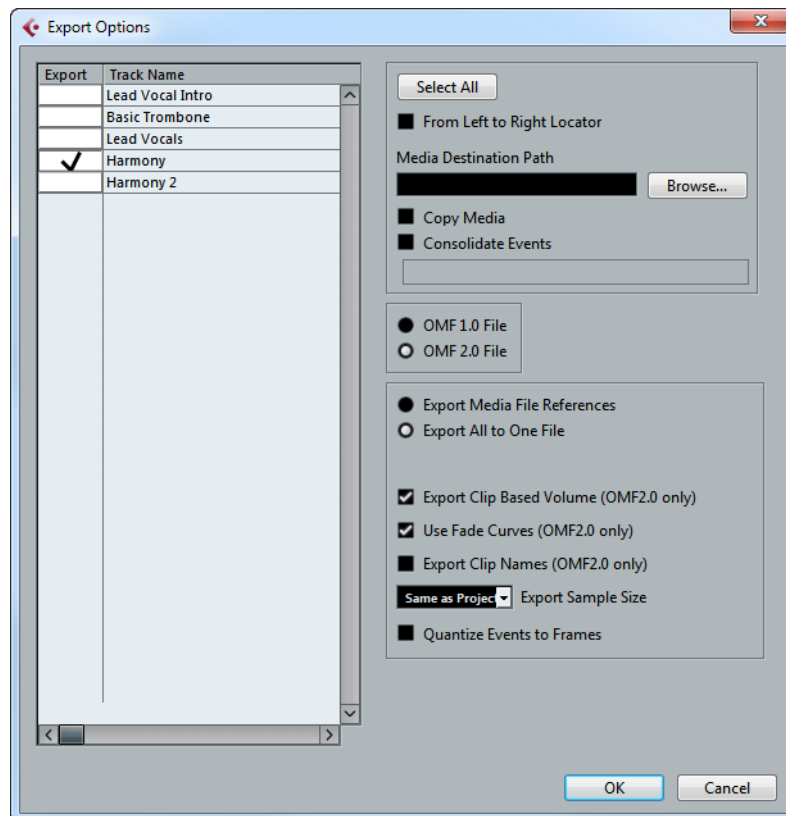 Export Options
Export Track Name
Lead Vocal Intro
Basic Trombone
Lead Vocals
Harmony
Harmony 2
Select All
From Left to Right Locator
Media Destination Path
Browse...
Copy Media
Consolidate Events
OMF 1.0 File
OMF 2.0 File
Export Media File References
Export All to One File
Export Clip Based Volume (OMF2.0 only)
Use Fade Curves (OMF2.0 only)
Export Clip Names (OMF2.0 only)
Same as Projec Export Sample Size
Quantize Events to Frames
OK Cancel